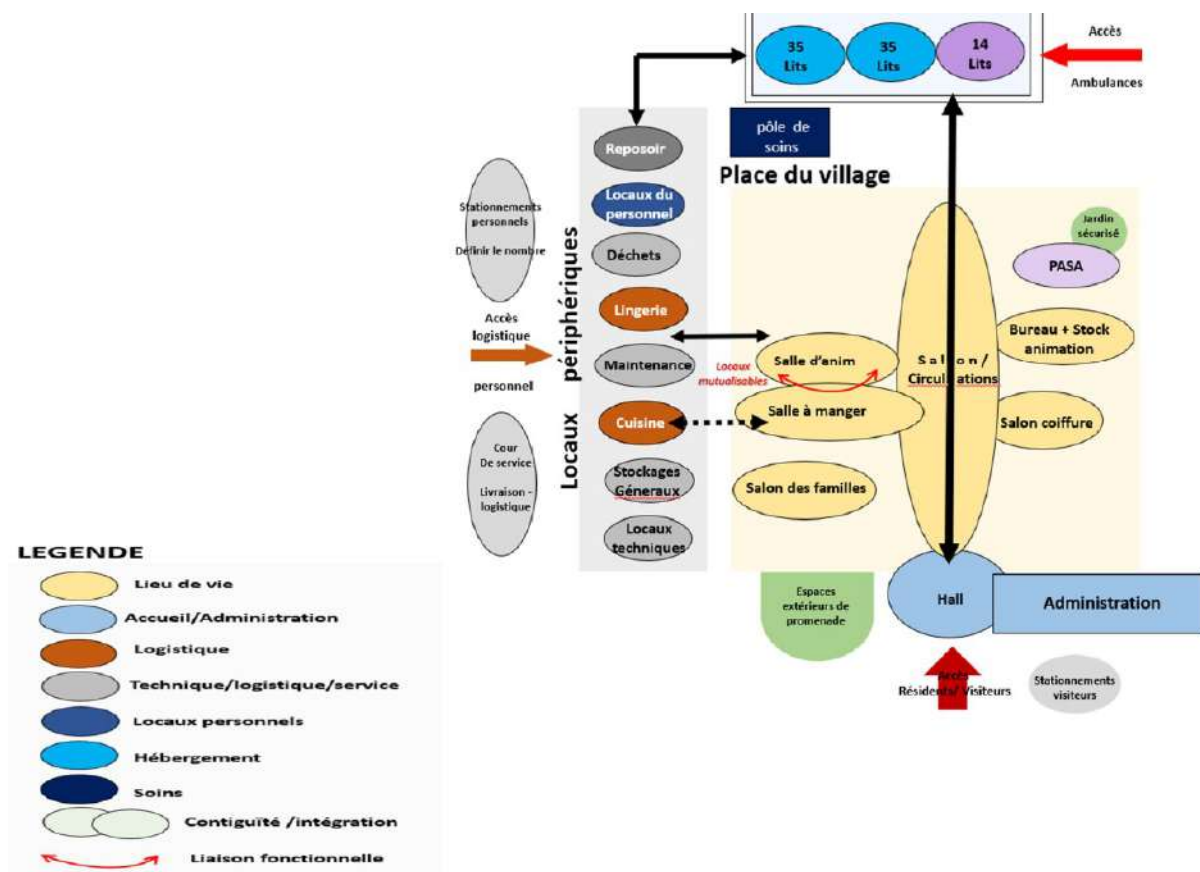 35
Lits
35
Lits
14
Lits
Accès
Ambulances
pôle de
soins
Place du village
Reposoir
Locaux du
personnel
Déchets
Lingerie
Maintenance
Cuisine
Stockages
Géneraux
Locaux
techniques
Locaux périphériques
Stationnements
personnels
Définir le nombre
Accès
logistique
personnel
Cour
De service
Livraison -
logistique
Jardin
sécurisé
PASA
Bureau + Stock
animation
Salle d'anim
Locaux
mutualisables
Salle à manger
Salon /
Circulations
Salon coiffure
Salon des familles
Espaces
extérieurs de
promenade
Hall
Administration
Accès
Résidents/ Visiteurs
Stationnements
visiteurs
LEGENDE
Lieu de vie
Accueil/Administration
Logistique
Technique/logistique/service
Locaux personnels
Hébergement
Soins
Contiguïté /intégration
Liaison fonctionnelle